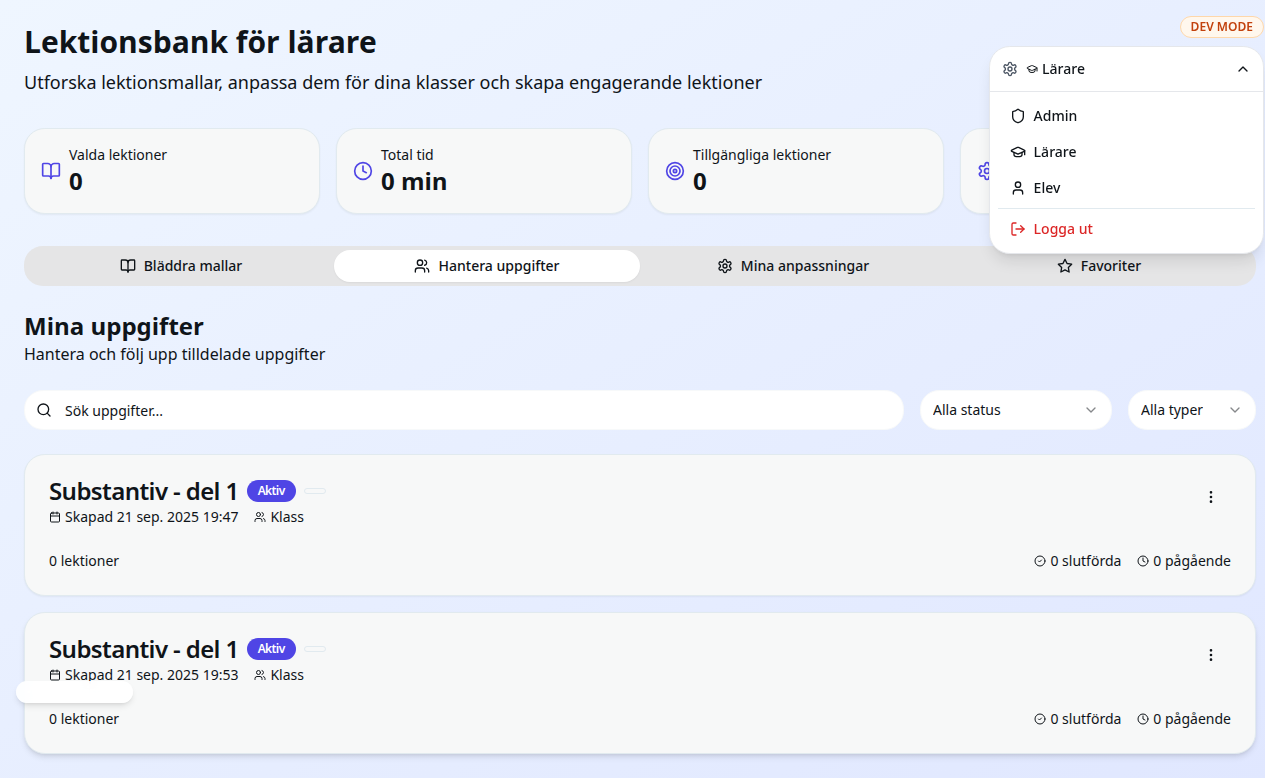 Lektionsbank för lärare
Utforska lektionsmallar, anpassa dem för dina klasser och skapa engagerande lektioner
DEV MODE
Lärare
Admin
Lärare
Elev
Logga ut
Valda lektioner
0
Total tid
0 min
Tillgängliga lektioner
0
Bläddra mallar
Hantera uppgifter
Mina anpassningar
Favoriter
Mina uppgifter
Hantera och följ upp tilldelade uppgifter
Sök uppgifter...
Alla status
Alla typer
Substantiv - del 1 Aktiv
Skapad 21 sep. 2025 19:47 Klass
0 lektioner
0 slutförda 0 pågående
Substantiv - del 1 Aktiv
Skapad 21 sep. 2025 19:53 Klass
0 lektioner
0 slutförda 0 pågående